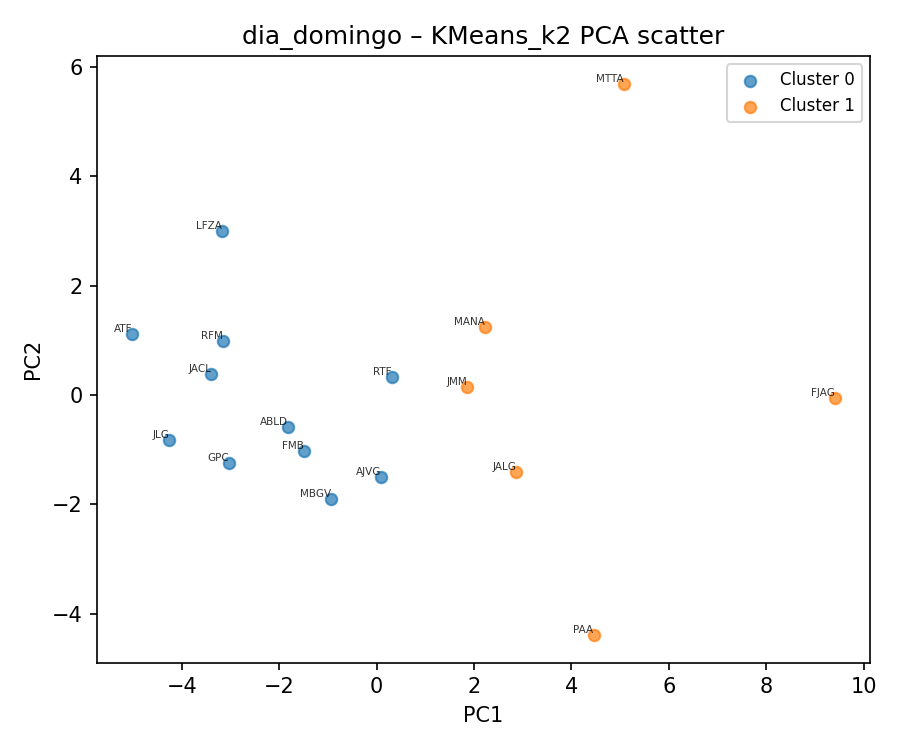 dia_domingo – KMeans_k2 PCA scatter
Cluster 0
Cluster 1
MTTA
LFZA
ATF
RFM
JACL
RTF
MANA
JMM
FJAG
JLG
GPC
ABLD
FMB
AJVG
MBGV
JALG
PAA
6
4
2
0
−2
−4
PC2
−4
−2
0
2
4
6
8
10
PC1